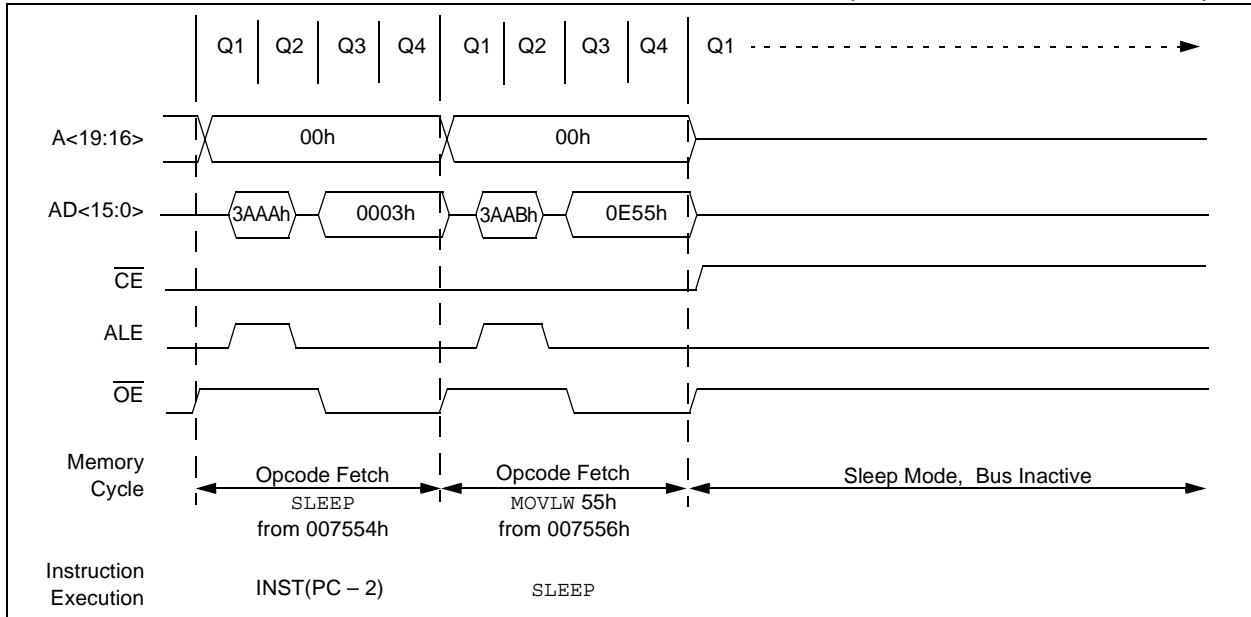 Q1 Q2 Q3 Q4 Q1 Q2 Q3 Q4 Q1
A<19:16> 00h 00h
AD<15:0> 3AAAh 0003h 3AABh 0E55h
CE
ALE
OE
Memory
Cycle
Opcode Fetch
SLEEP
from 007554h
Opcode Fetch
MOVLW 55h
from 007556h
Sleep Mode, Bus Inactive
Instruction
Execution
INST(PC – 2) SLEEP